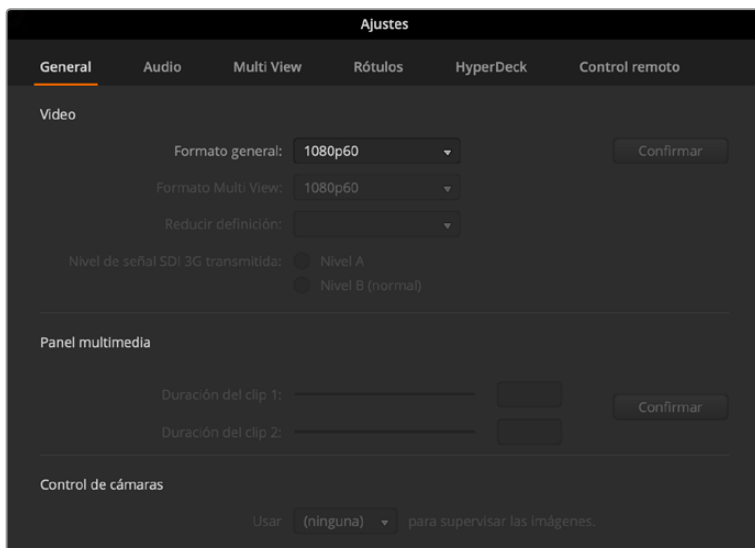 Ajustes
General Audio Multi View Rótulos HyperDeck Control remoto
Video
Formato general: 1080p60 Confirmar
Formato Multi View: 1080p60
Reducir definición:
Nivel de señal SDI 3G transmitida: Nivel A
Nivel B (normal)
Panel multimedia
Duración del clip 1:
Confirmar
Duración del clip 2:
Control de cámaras
Usar (ninguna) para supervisar las imágenes.